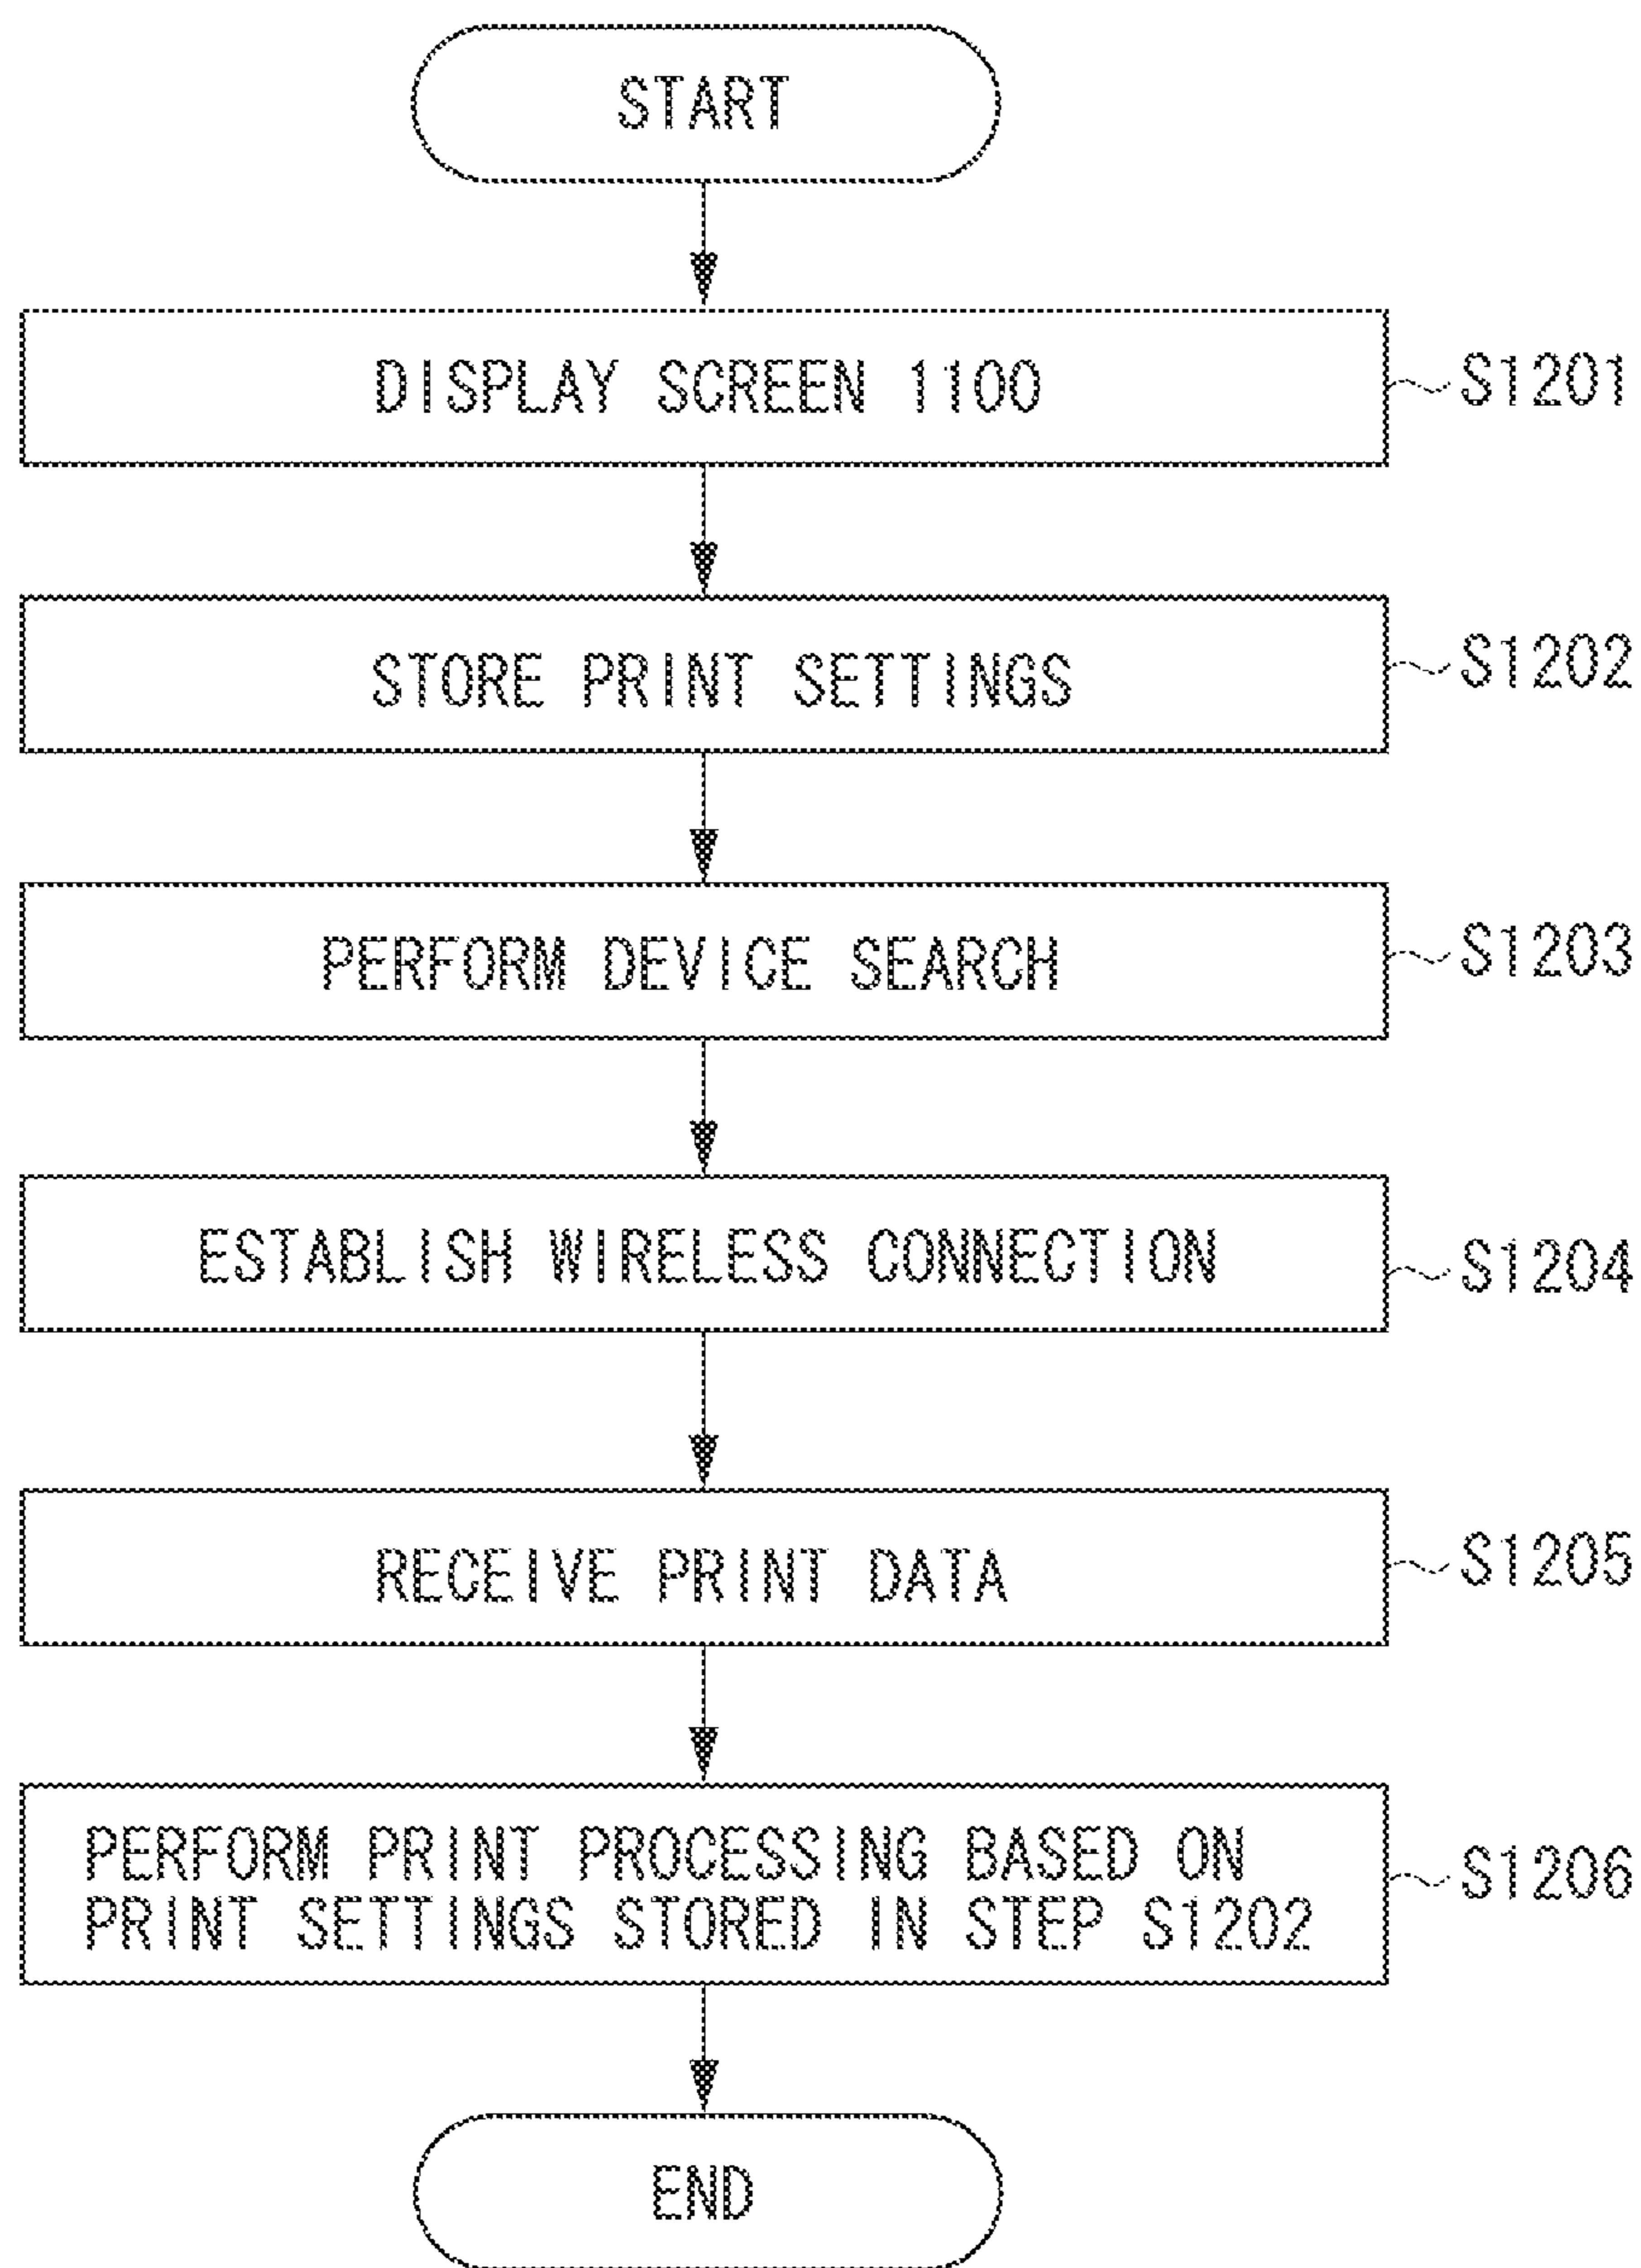 START
DISPLAY SCREEN 1100
S1201
STORE PRINT SETTINGS
S1202
PERFORM DEVICE SEARCH
S1203
ESTABLISH WIRELESS CONNECTION
S1204
RECEIVE PRINT DATA
S1205
PERFORM PRINT PROCESSING BASED ON
PRINT SETTINGS STORED IN STEP S1202
S1206
END